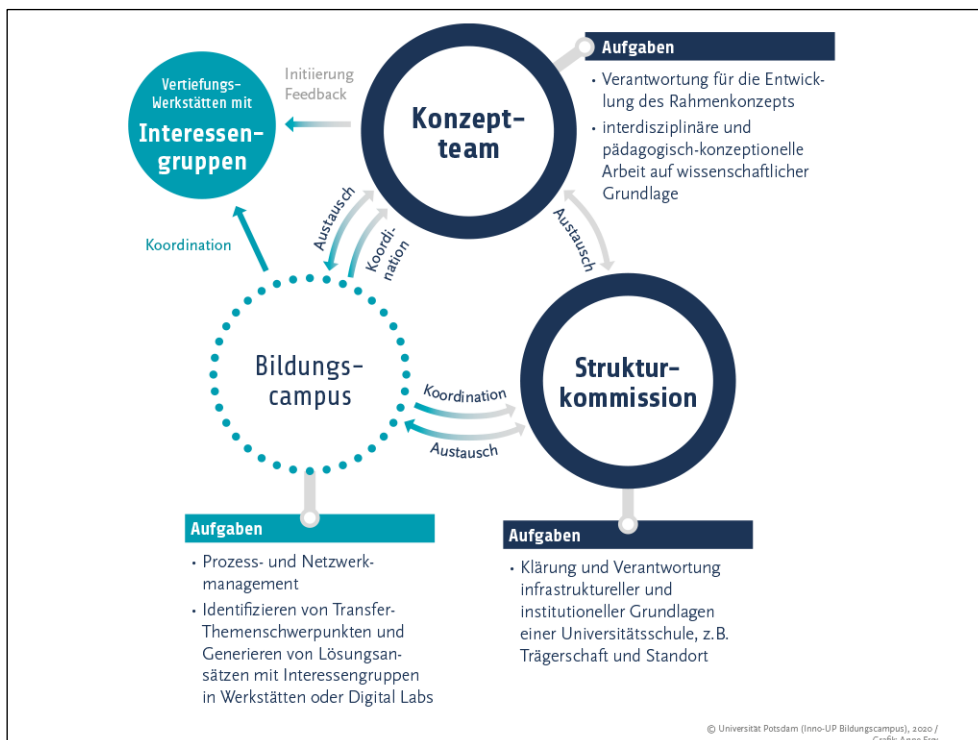 Vertiefungs-
Werkstätten mit
Interessen-
gruppen
Initiierung
Feedback
Konzept-
team
Aufgaben
• Verantwortung für die Entwick-
lung des Rahmenkonzepts
• interdisziplinäre und
pädagogisch-konzeptionelle
Arbeit auf wissenschaftlicher
Grundlage
Koordination
Austausch
Koordi-
nation
Austausch
Bildungs-
campus
Koordination
Austausch
Struktur-
kommission
Aufgaben
• Prozess- und Netzwerk-
management
• Identifizieren von Transfer-
Themenschwerpunkten und
Generieren von Lösungsan-
sätzen mit Interessengruppen
in Werkstätten oder Digital Labs
Aufgaben
• Klärung und Verantwortung
infrastruktureller und
institutioneller Grundlagen
einer Universitätsschule, z.B.
Trägerschaft und Standort
© Universität Potsdam (Inno-UP Bildungscampus), 2020 /
Grafik: Anne